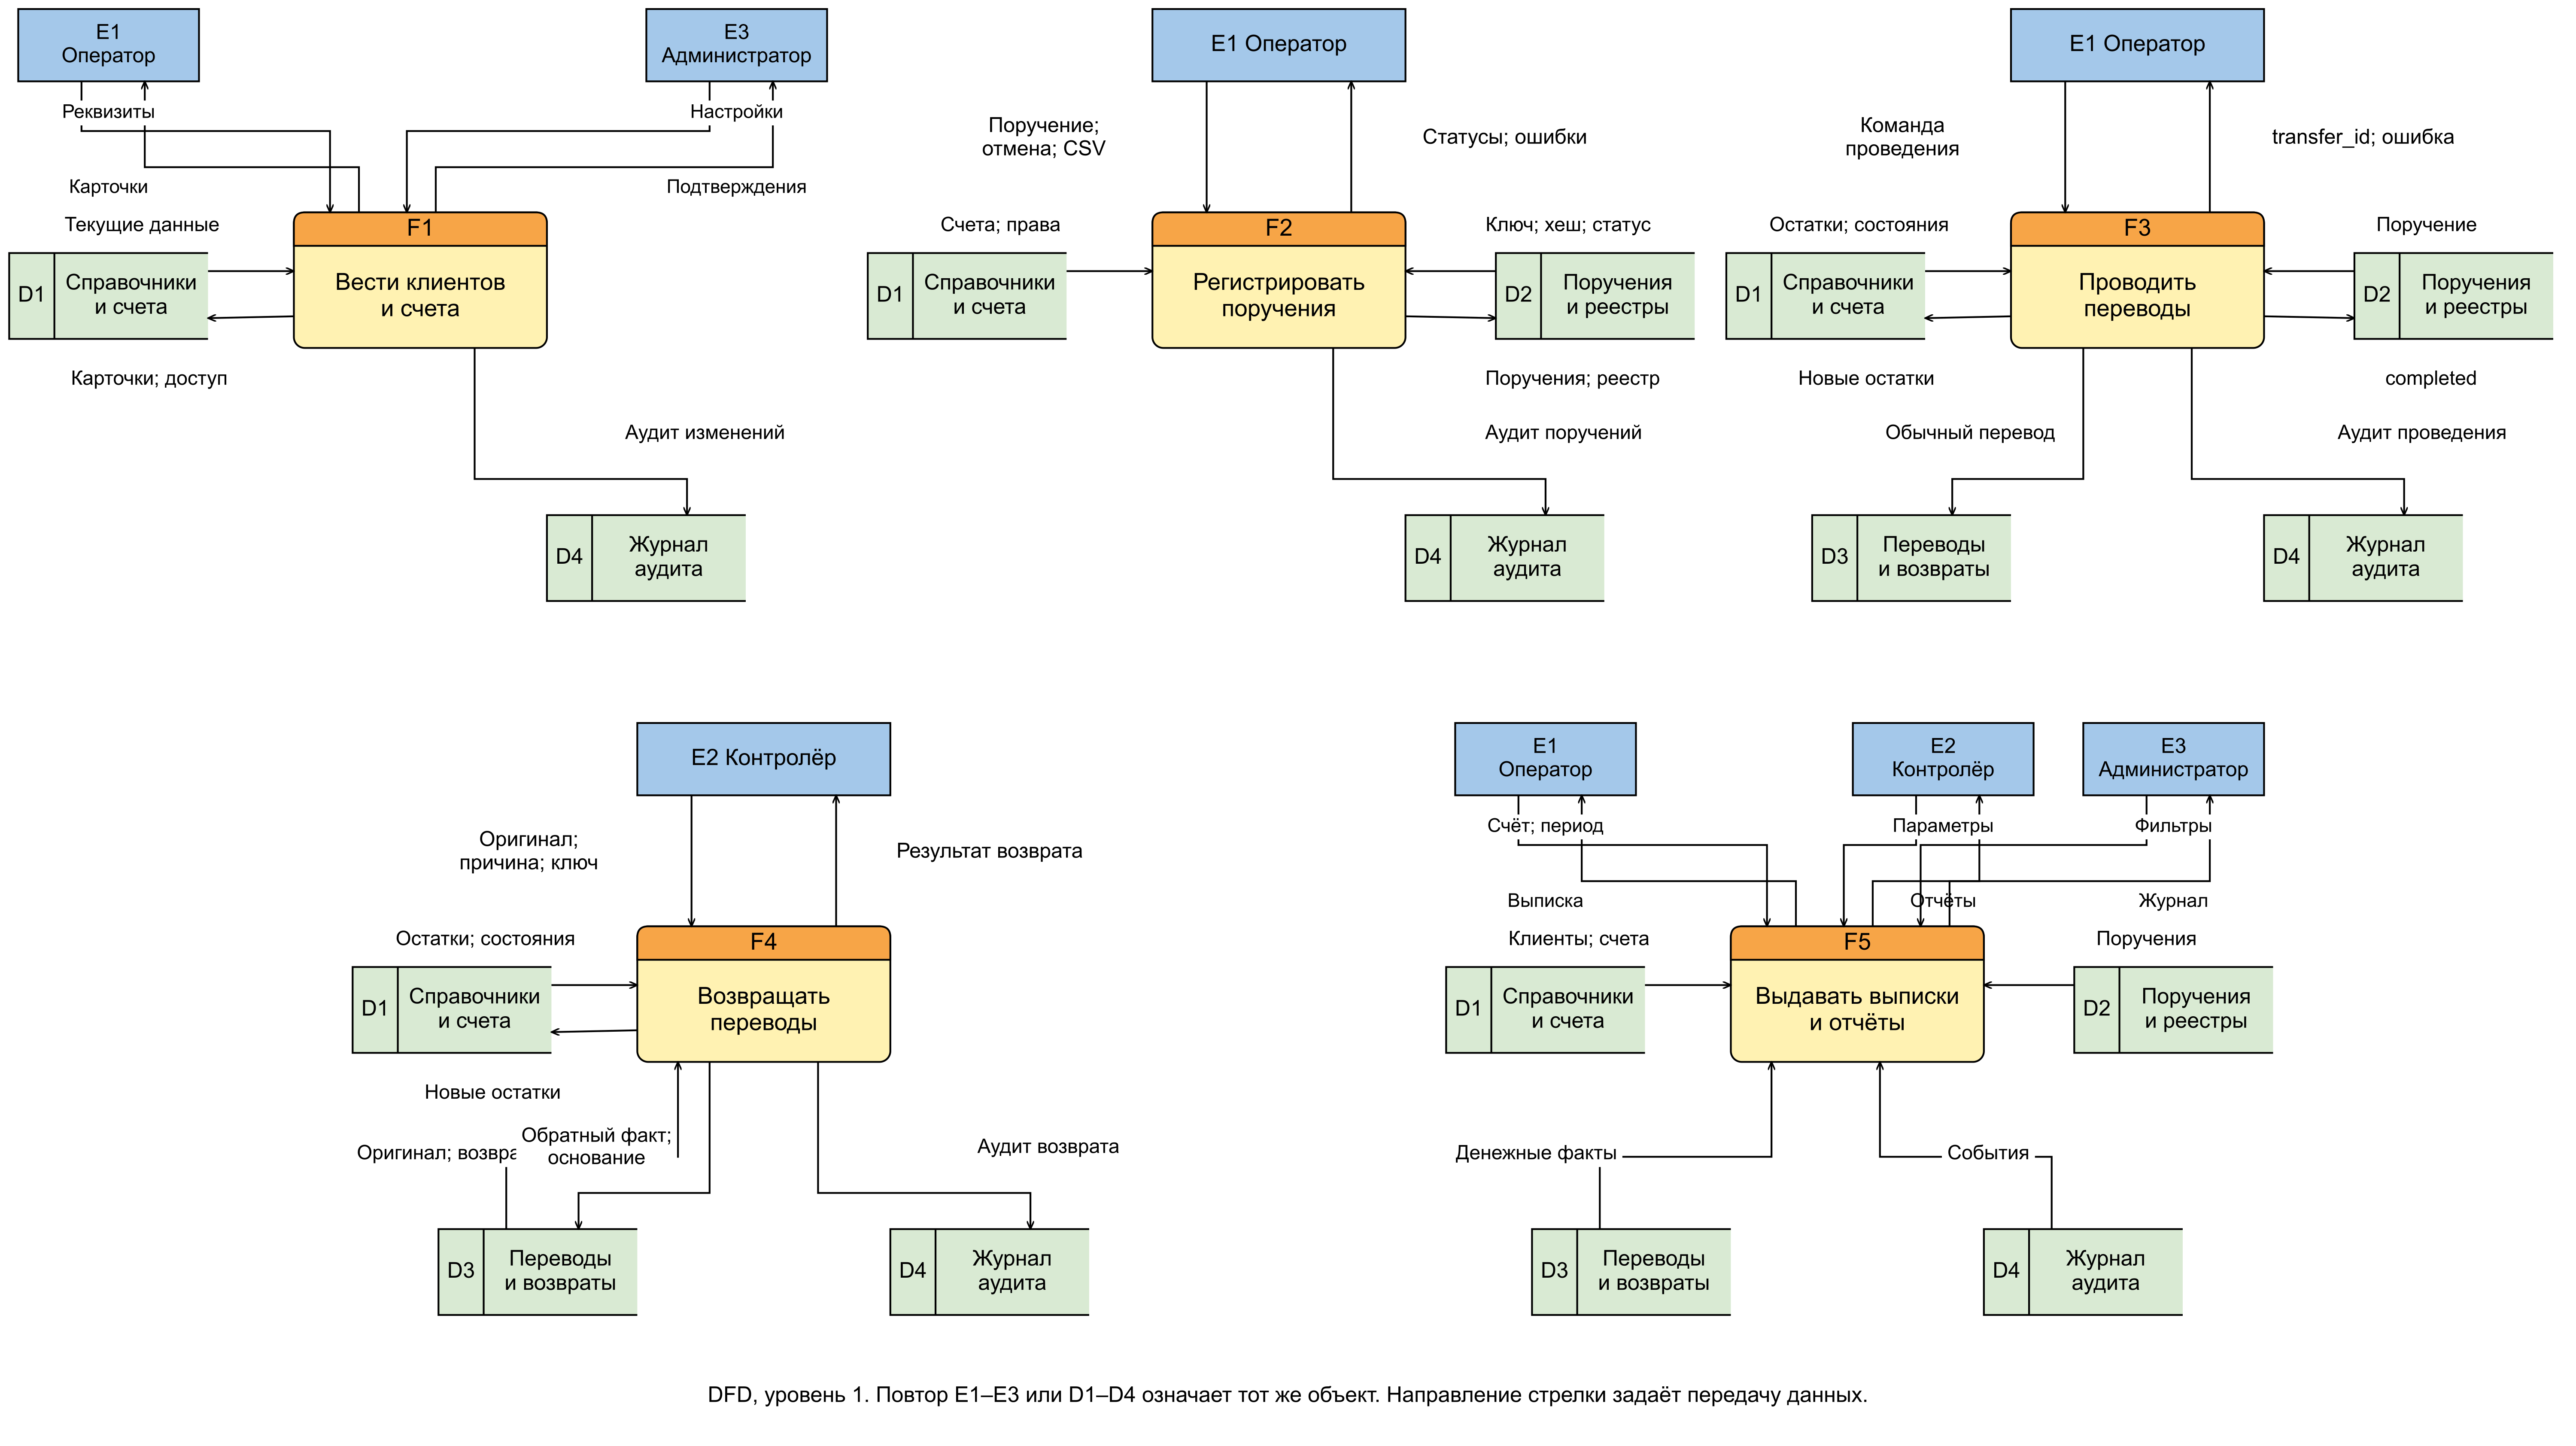 E1
Оператор
E3
Администратор
E1 Оператор
E1 Оператор
Реквизиты
Настройки
Поручение;
отмена; CSV
Статусы; ошибки
Команда
проведения
transfer_id; ошибка
Карточки
Подтверждения
Текущие данные
F1
Счета; права
F2
Ключ; хеш; статус
Остатки; состояния
F3
Поручение
D1
Справочники
и счета
Вести клиентов
и счета
D1
Справочники
и счета
Регистрировать
поручения
D2
Поручения
и реестры
D1
Справочники
и счета
Проводить
переводы
D2
Поручения
и реестры
Карточки; доступ
Поручения; реестр
Новые остатки
completed
Аудит изменений
Аудит поручений
Обычный перевод
Аудит проведения
D4
Журнал
аудита
D4
Журнал
аудита
D3
Переводы
и возвраты
D4
Журнал
аудита
E2 Контролёр
E1
Оператор
E2
Контролёр
E3
Администратор
Оригинал;
причина; ключ
Результат возврата
Счёт; период
Параметры
Фильтры
Выписка
Отчёты
Журнал
Остатки; состояния
F4
Клиенты; счета
F5
Поручения
D1
Справочники
и счета
Возвращать
переводы
D1
Справочники
и счета
Выдавать выписки
и отчёты
D2
Поручения
и реестры
Новые остатки
Оригинал;
Обратный факт;
основание
Аудит возврата
Денежные факты
События
D3
Переводы
и возвраты
D4
Журнал
аудита
D3
Переводы
и возвраты
D4
Журнал
аудита
DFD, уровень 1. Повтор E1–E3 или D1–D4 означает тот же объект. Направление стрелки задаёт передачу данных.